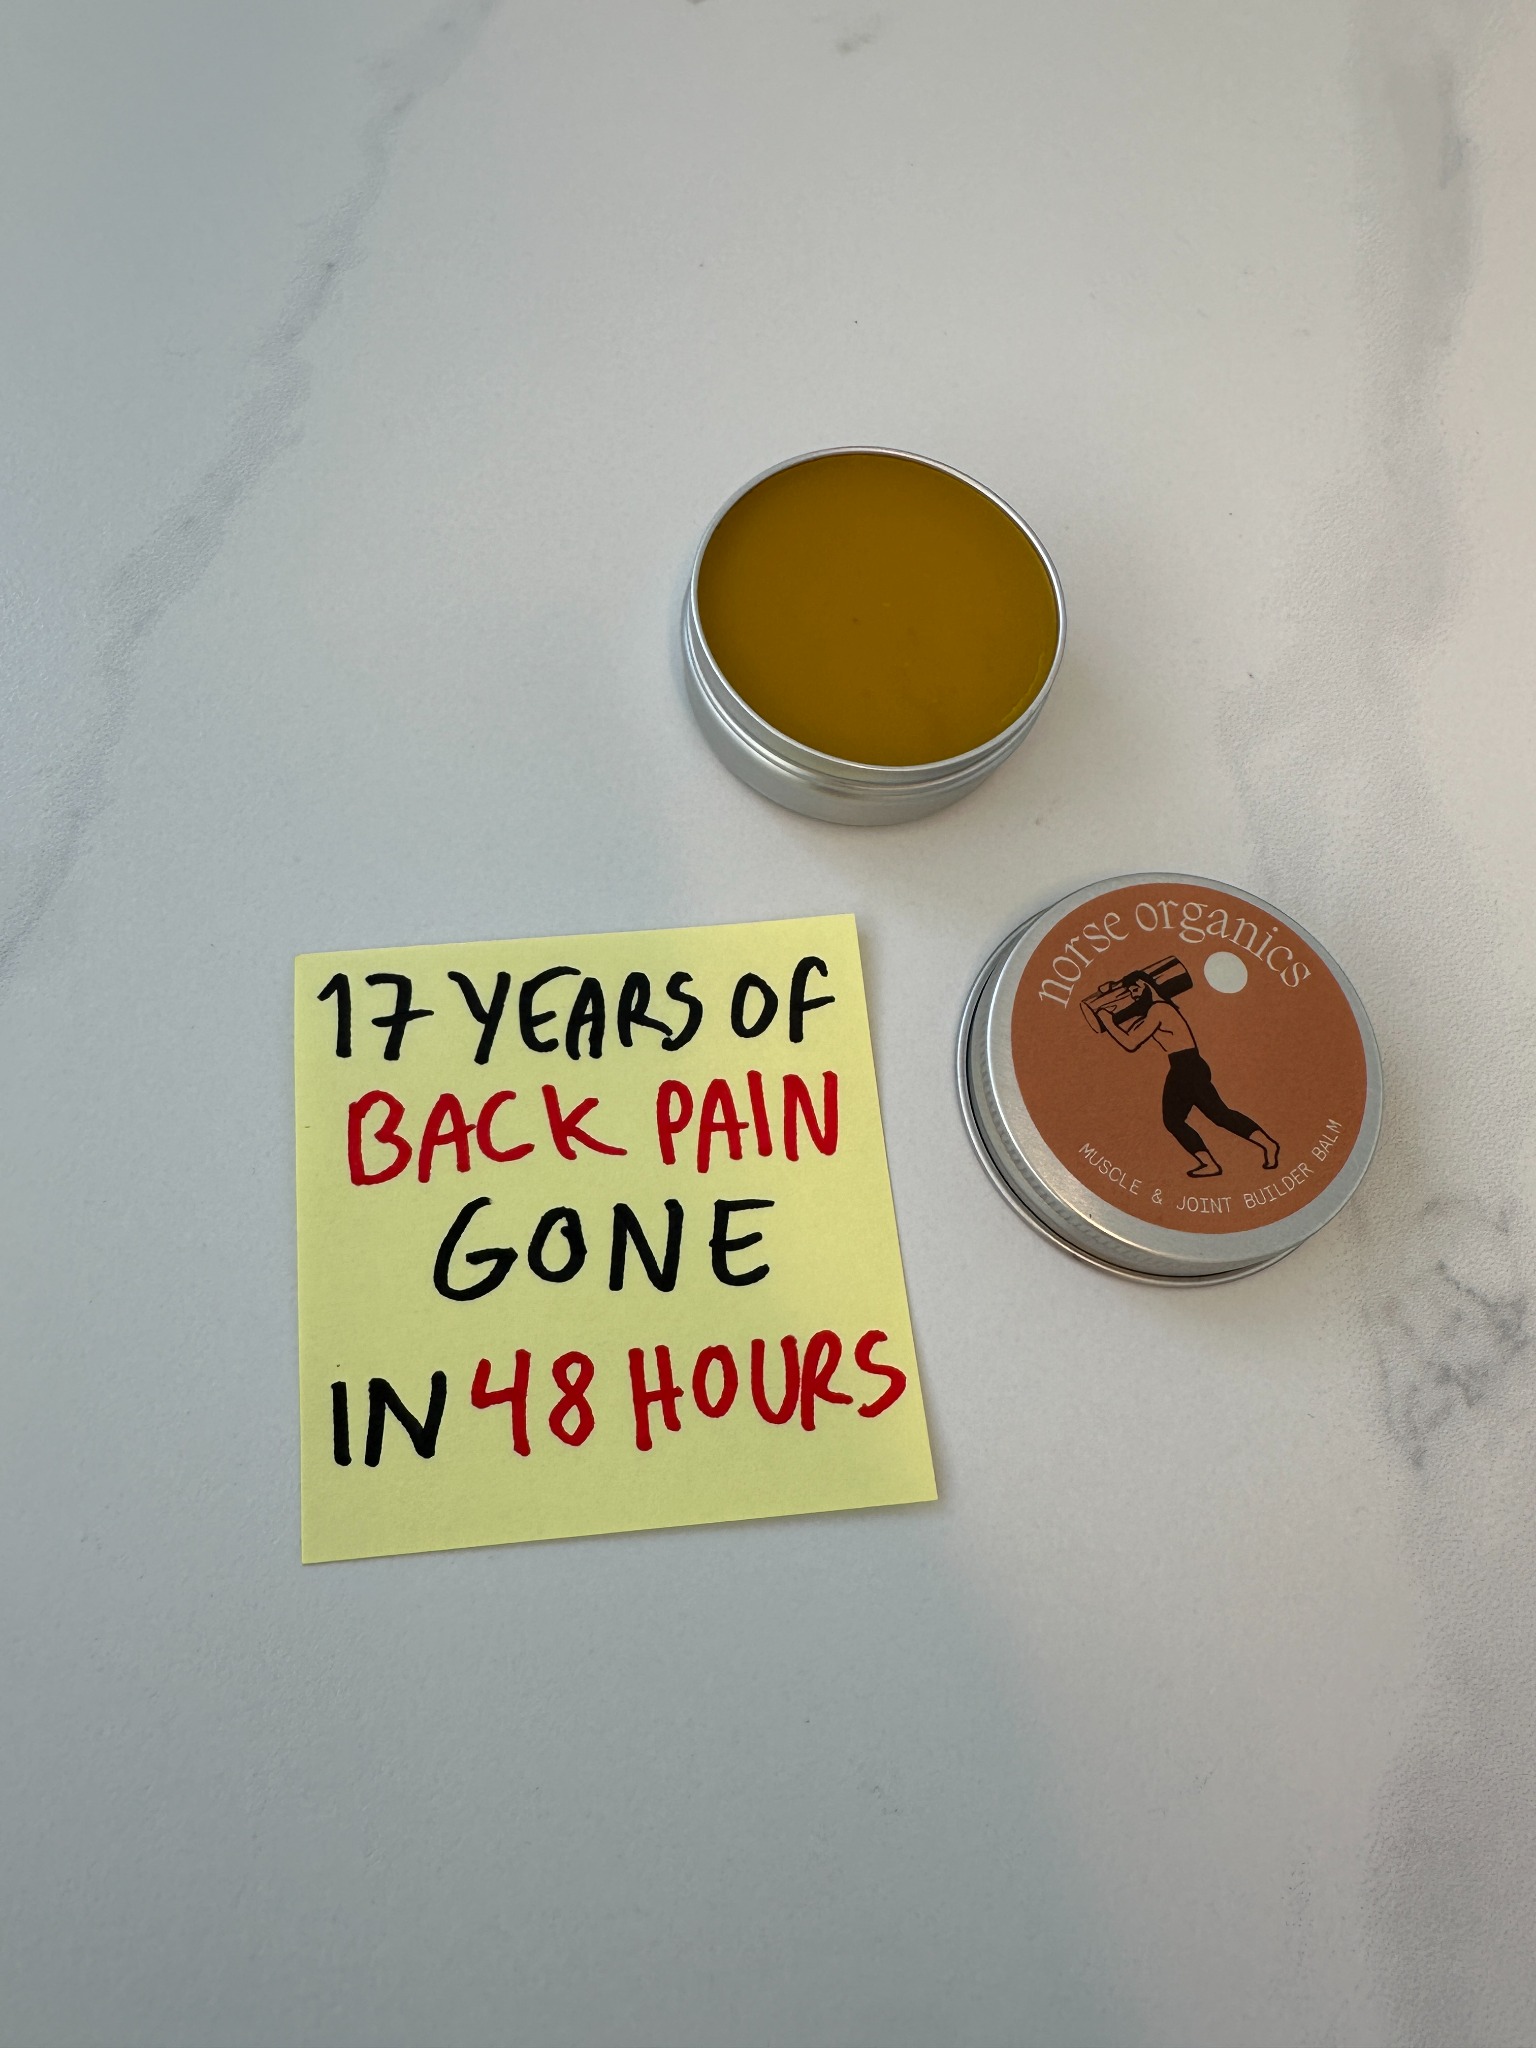 norse organics
MUSCLE & JOINT BUILDER BALM
17 YEARS OF
BACK PAIN
GONE
IN 48 HOURS